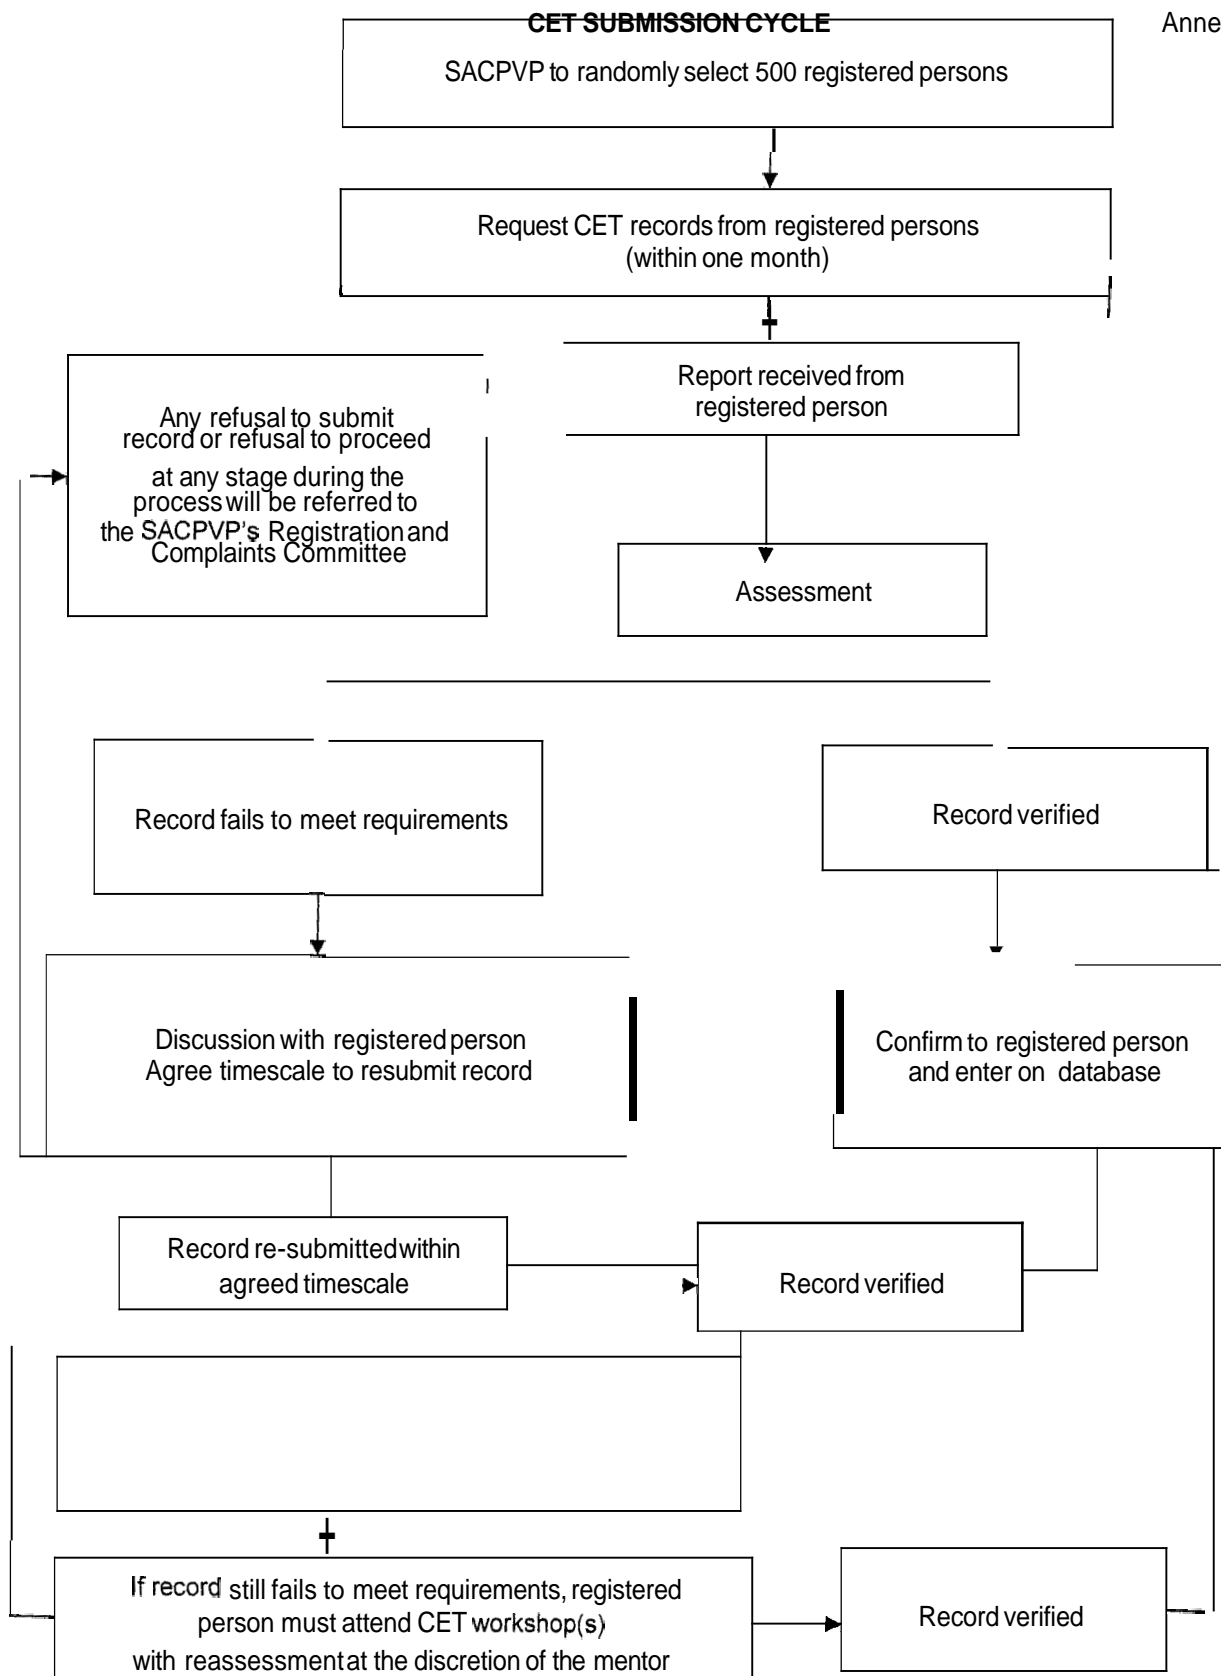 CET SUBMISSION CYCLE
Anne
SACPVP to randomly select 500 registered persons
Request CET records from registered persons
(within one month)
Report received from
registered person
Any refusal to submit
record or refusal to proceed
at any stage during the
process will be referred to
the SACPVP's Registration and
Complaints Committee
Assessment
Record fails to meet requirements
Record verified
Discussion with registered person
Agree timescale to resubmit record
Confirm to registered person
and enter on database
Record re-submitted within
agreed timescale
Record verified
If record still fails to meet requirements, registered
person must attend CET workshop(s)
with reassessment at the discretion of the mentor
Record verified